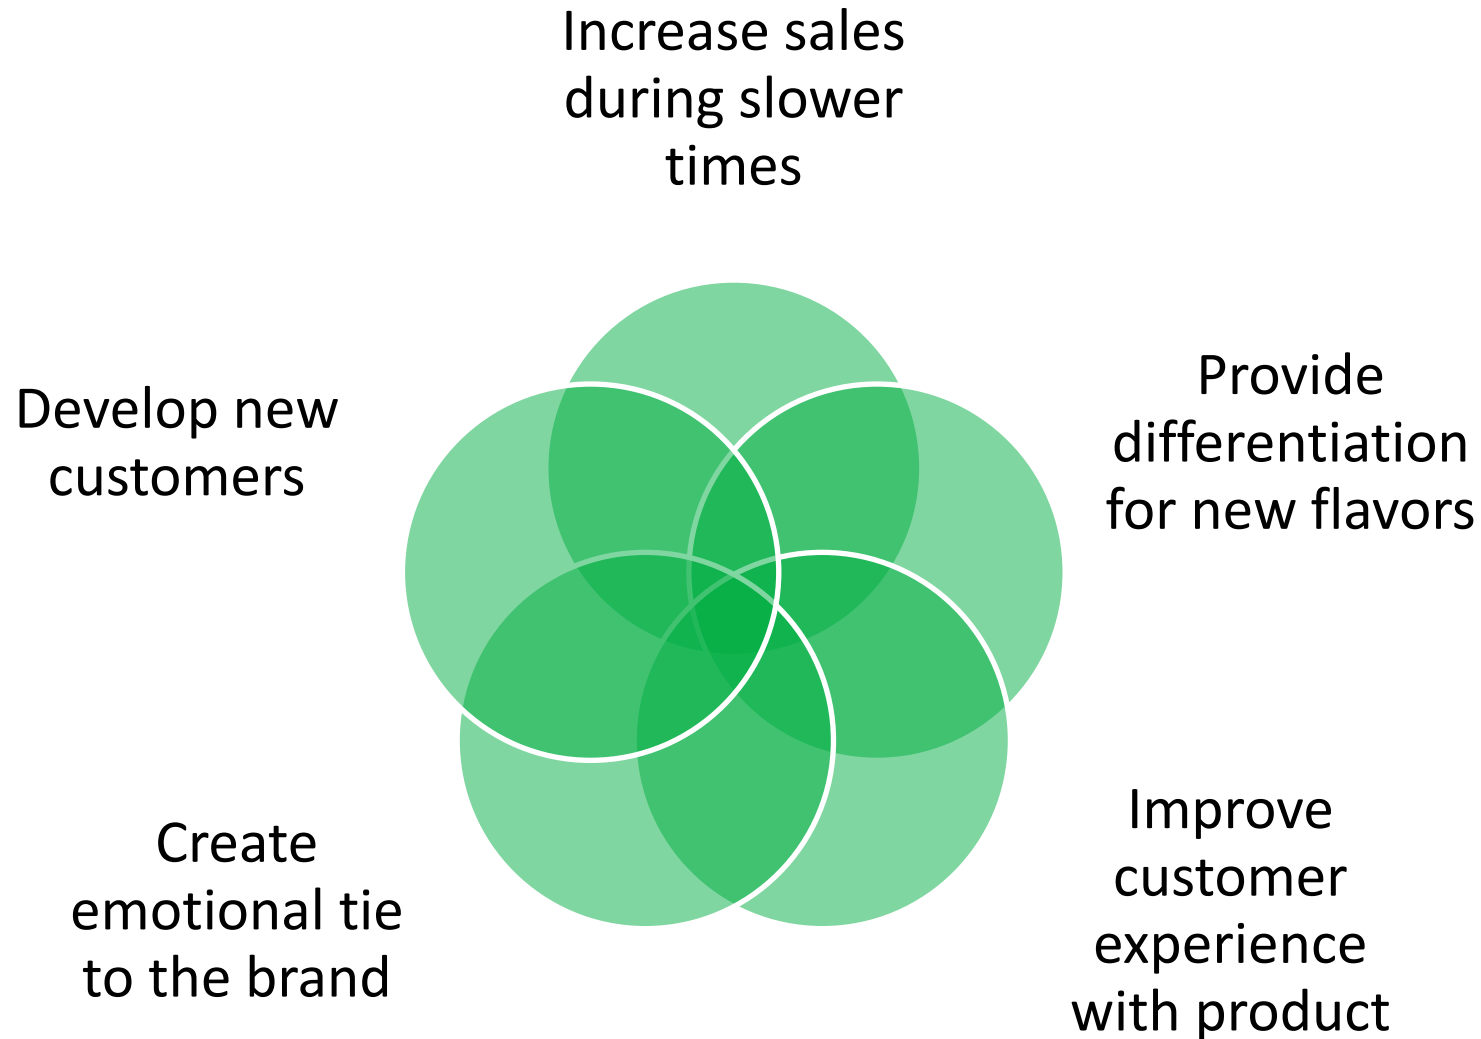 Increase sales
during slower
times
Provide
differentiation
for new flavors
Improve
customer
experience
with product
Create
emotional tie
to the brand
Develop new
customers